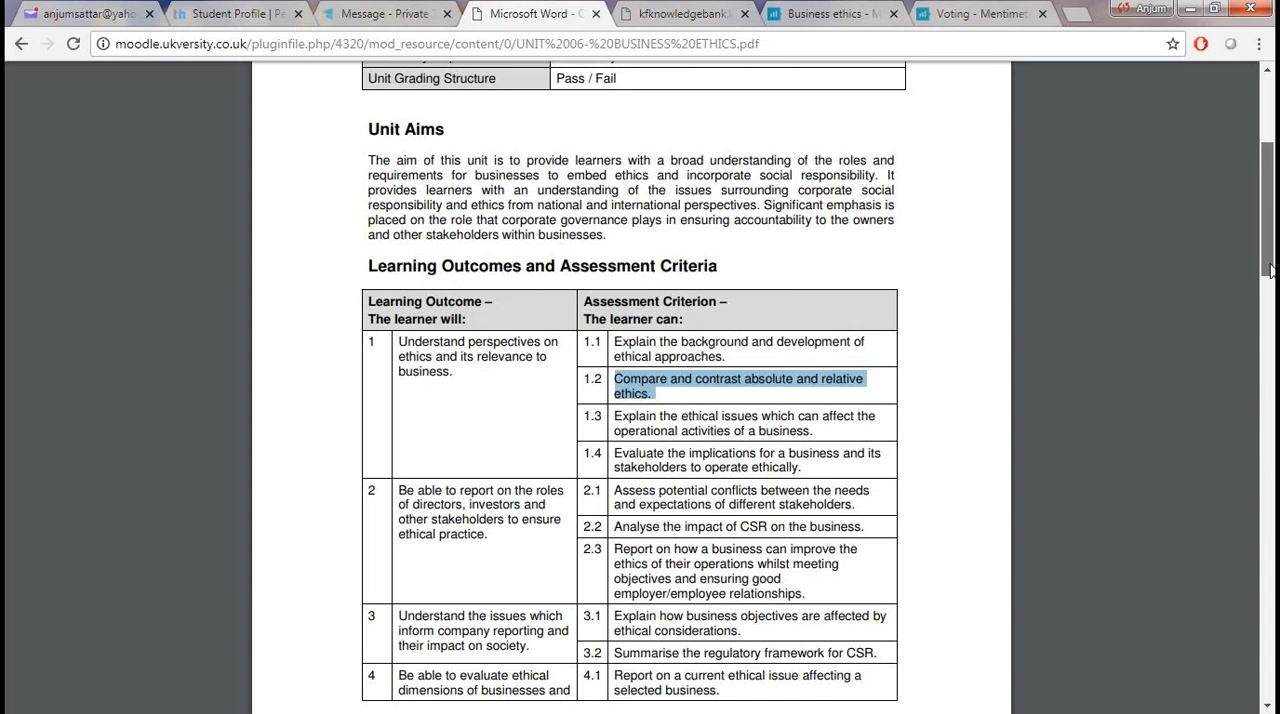 anjumsattar@yaho
Student Profile | Pe
Message - Private
Microsoft Word - C
kfknowledgebank.k
Business ethics - M
Voting - Mentimete
Anjum
moodle.ukversity.co.uk/pluginfile.php/4320/mod_resource/content/0/UNIT%2006-%20BUSINESS%20ETHICS.pdf
Unit Grading Structure
Pass / Fail
Unit Aims
The aim of this unit is to provide learners with a broad understanding of the roles and
requirements for businesses to embed ethics and incorporate social responsibility. It
provides learners with an understanding of the issues surrounding corporate social
responsibility and ethics from national and international perspectives. Significant emphasis is
placed on the role that corporate governance plays in ensuring accountability to the owners
and other stakeholders within businesses.
Learning Outcomes and Assessment Criteria
Learning Outcome –
The learner will:
Assessment Criterion –
The learner can:
1
Understand perspectives on
ethics and its relevance to
business.
1.1
Explain the background and development of
ethical approaches.
1.2
Compare and contrast absolute and relative
ethics.
1.3
Explain the ethical issues which can affect the
operational activities of a business.
1.4
Evaluate the implications for a business and its
stakeholders to operate ethically.
2
Be able to report on the roles
of directors, investors and
other stakeholders to ensure
ethical practice.
2.1
Assess potential conflicts between the needs
and expectations of different stakeholders.
2.2
Analyse the impact of CSR on the business.
2.3
Report on how a business can improve the
ethics of their operations whilst meeting
objectives and ensuring good
employer/employee relationships.
3
Understand the issues which
inform company reporting and
their impact on society.
3.1
Explain how business objectives are affected by
ethical considerations.
3.2
Summarise the regulatory framework for CSR.
4
Be able to evaluate ethical
dimensions of businesses and
4.1
Report on a current ethical issue affecting a
selected business.